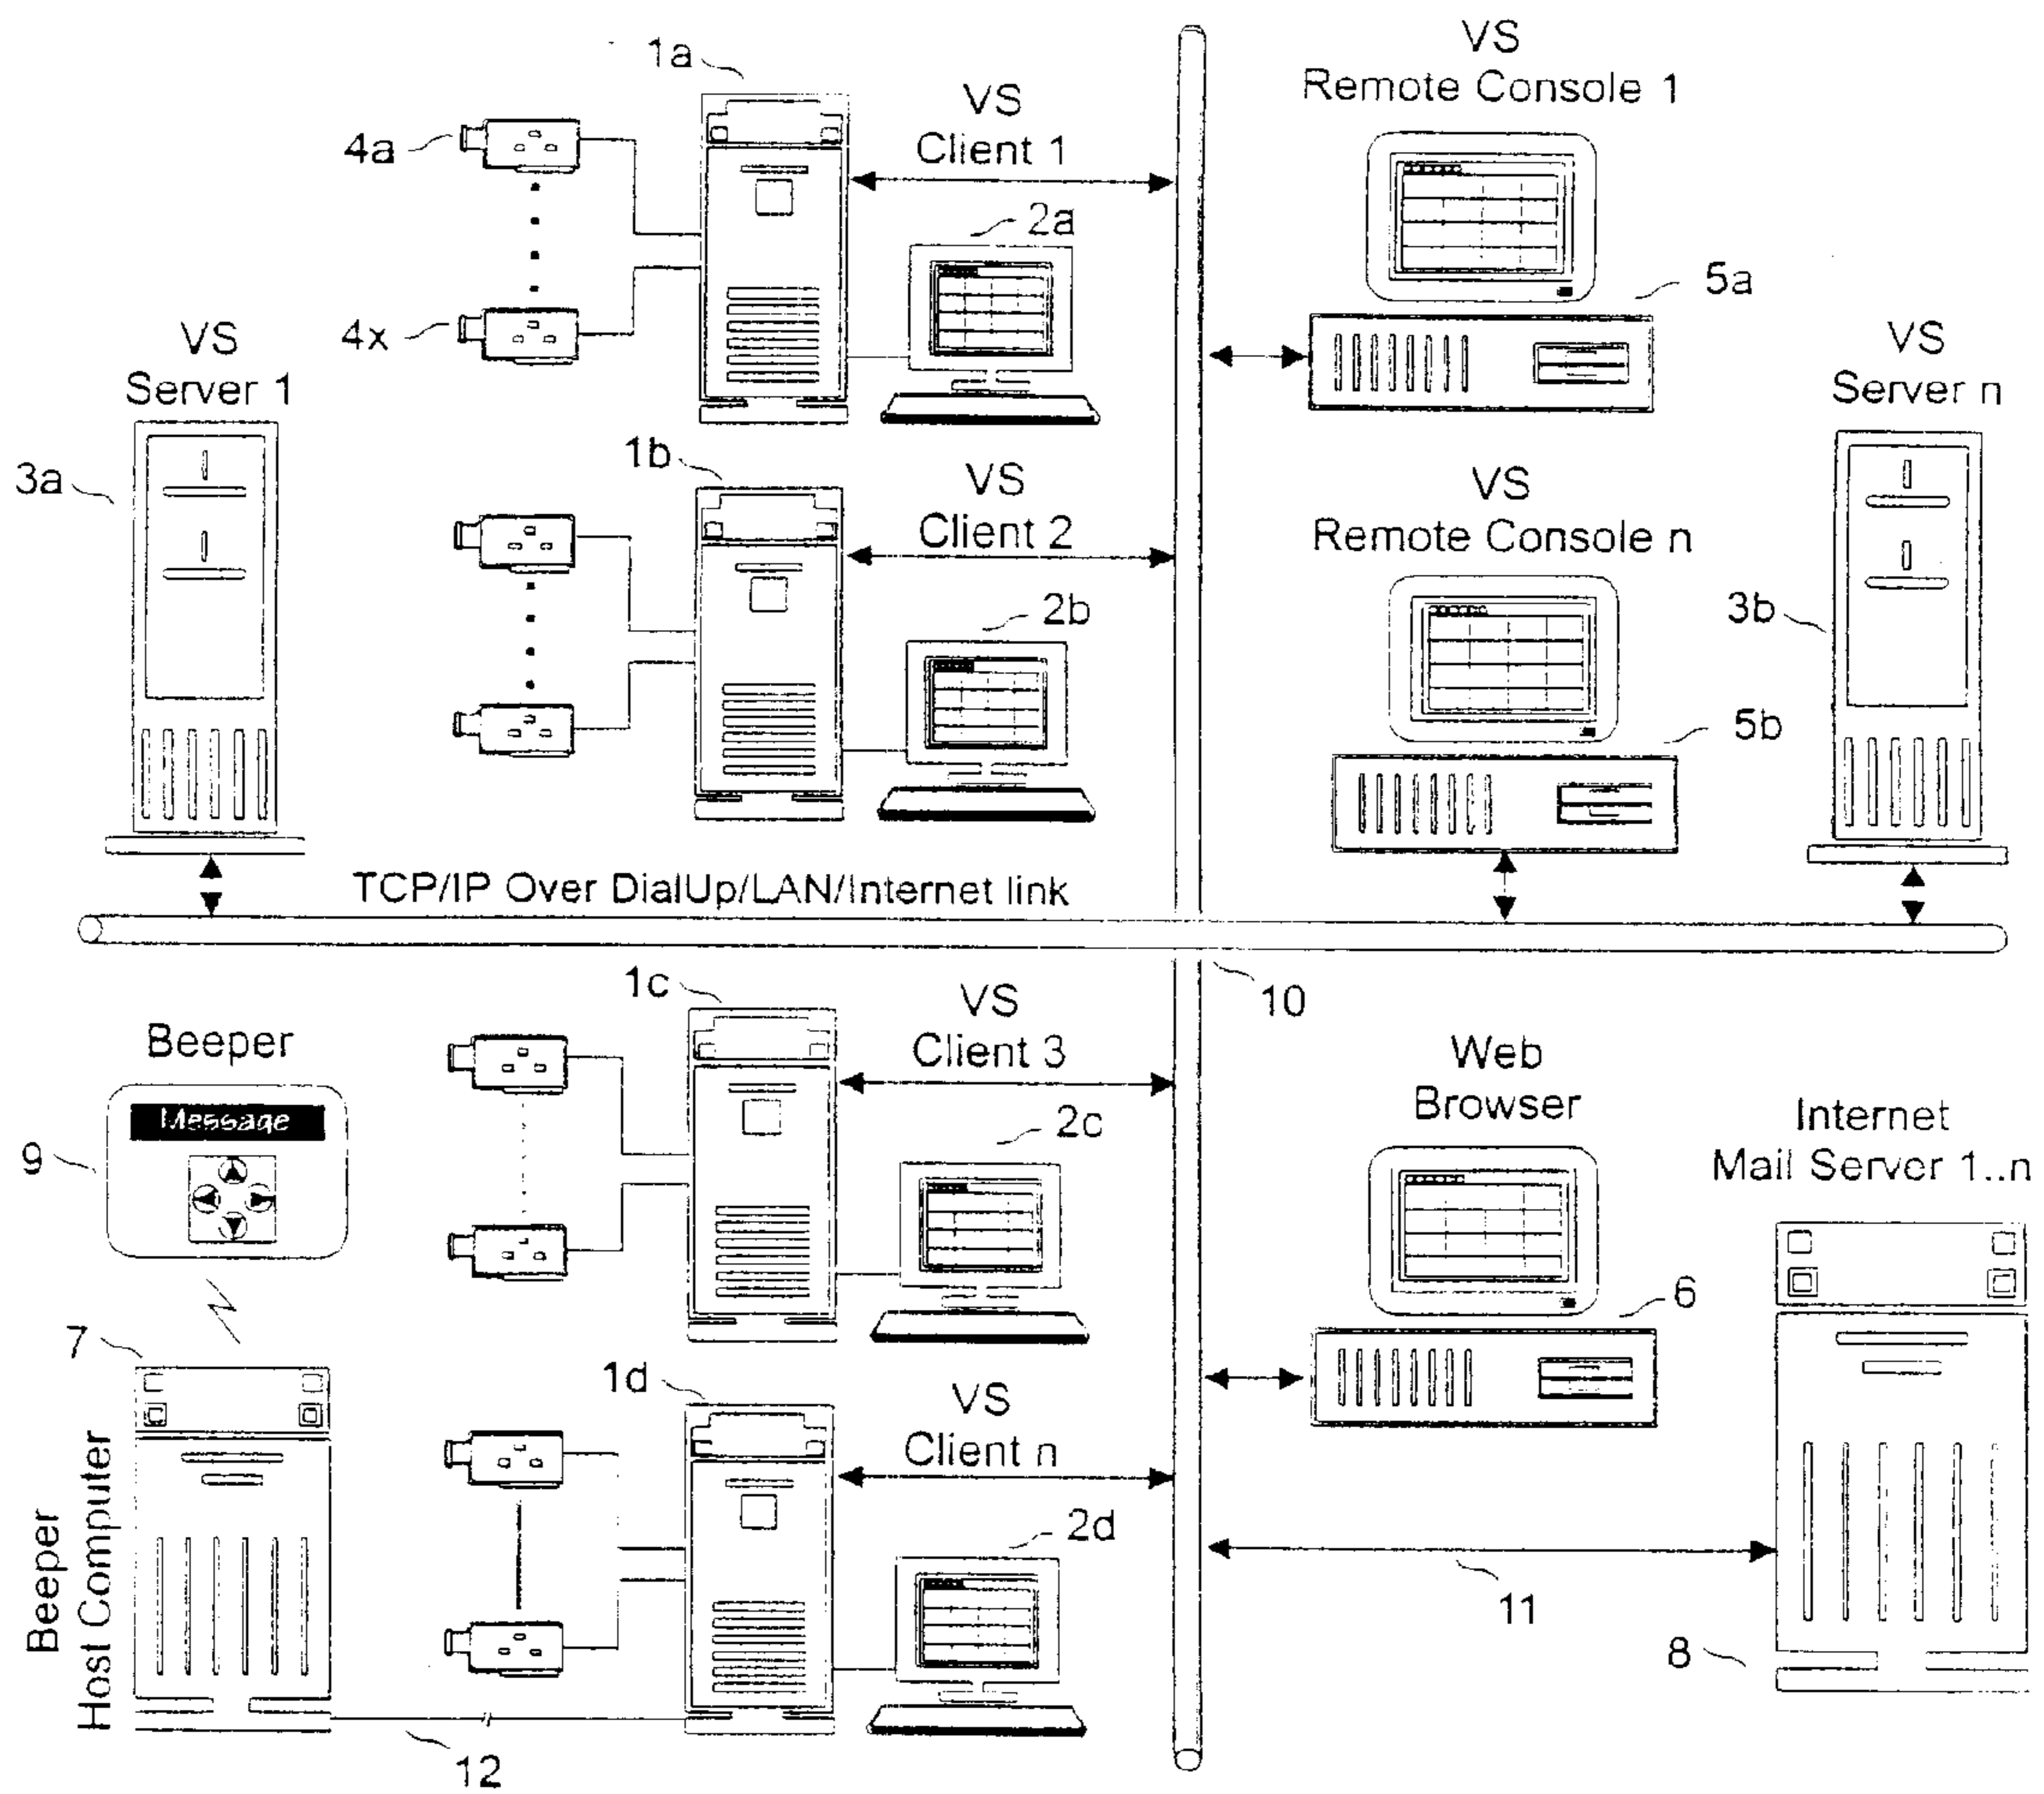 1a
VS
Client 1
VS
Remote Console 1
4a
2a
5a
4x
VS
Server 1
VS
Server n
3a
1b
VS
Client 2
VS
Remote Console n
2b
3b
5b
TCP/IP Over DialUp/LAN/Internet link
10
1c
VS
Client 3
Beeper
Message
9
2c
Web
Browser
Internet
Mail Server 1..n
6
7
1d
VS
Client n
2d
Beeper
Host Computer
11
8
12